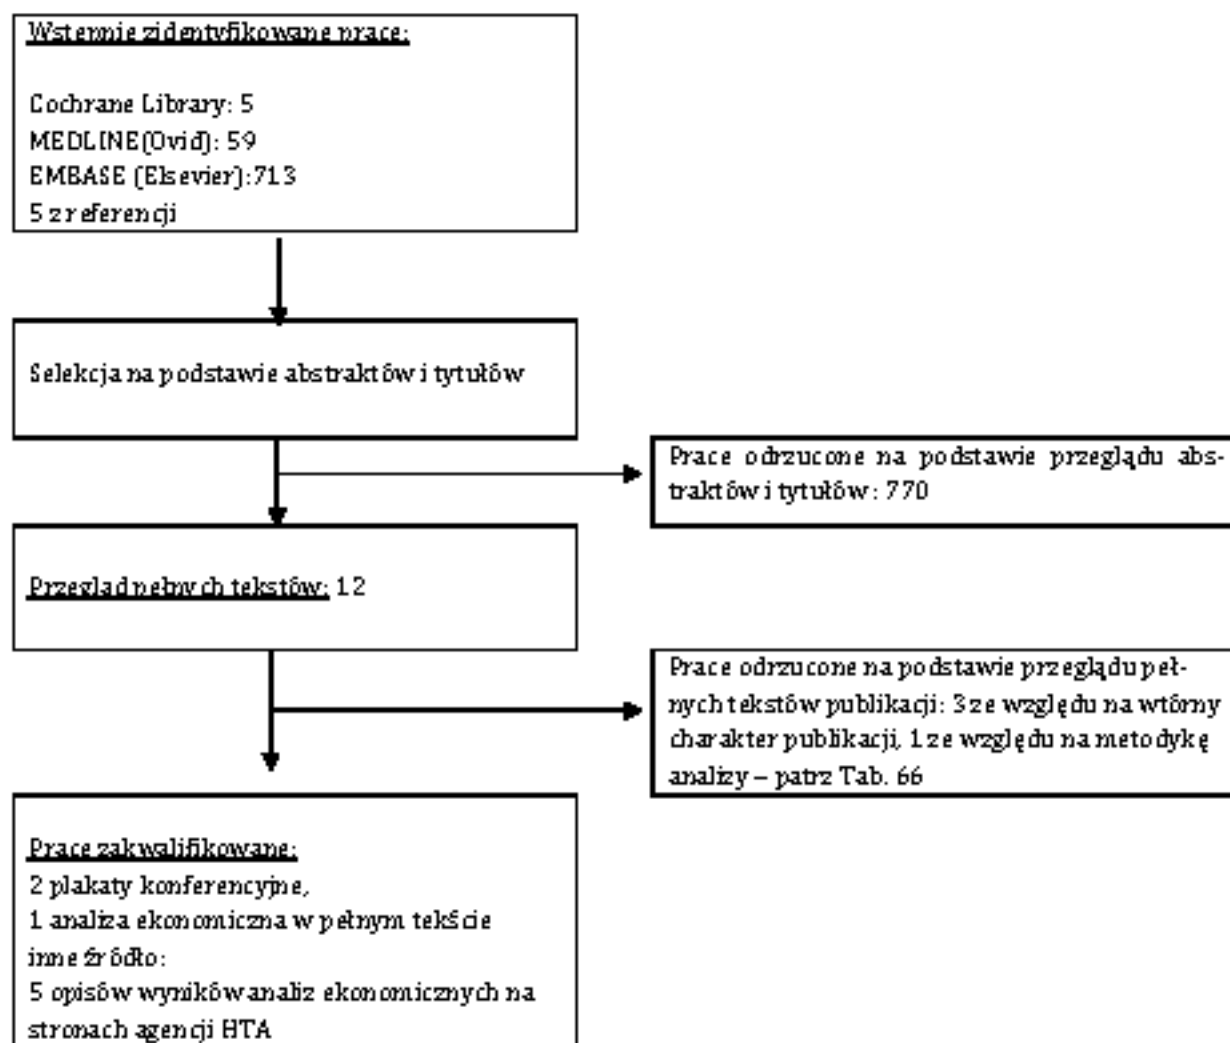 Wstępnie zidentyfikowane prace:
Cochrane Library: 5
MEDLINE(Ovid): 59
EMBASE (Elsevier):713
5 z referencji
Selekcja na podstawie abstraktów i tytułów
Prace odrzucone na podstawie przeglądu abs-
traktów i tytułów : 770
Przegląd pełnych tekstów: 12
Prace odrzucone na podstawie przeglądu peł-
nych tekstów publikacji: 3 ze względu na wtórny
charakter publikacji, 1 ze względu na metodykę
analizy – patrz Tab. 66
Prace zakwalifikowane:
2 plakaty konferencyjne,
1 analiza ekonomiczna w pełnym tekście
inne źródło:
5 opisów wyników analiz ekonomicznych na
stronach agencji HTA